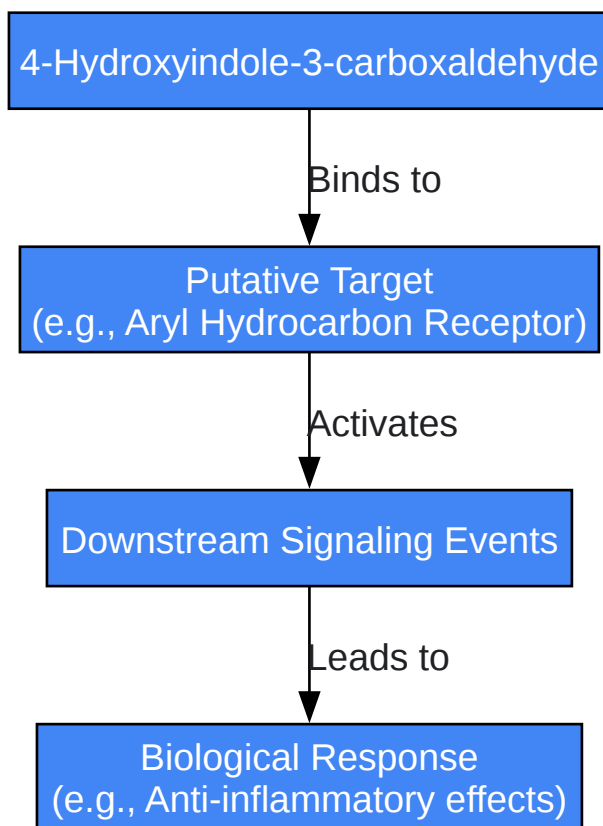 4-Hydroxyindole-3-carboxaldehyde
Binds to
Putative Target
(e.g., Aryl Hydrocarbon Receptor)
Activates
Downstream Signaling Events
Leads to
Biological Response
(e.g., Anti-inflammatory effects)